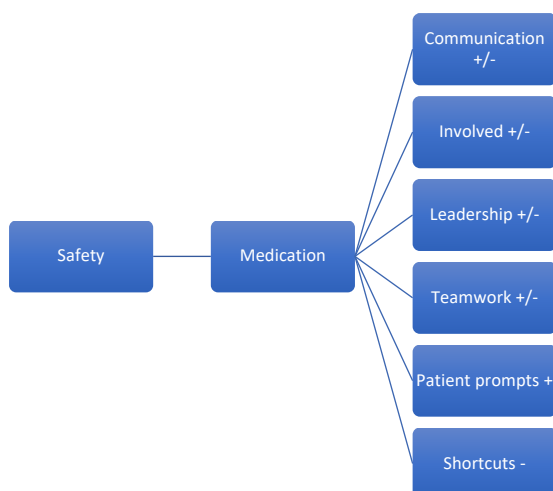 Communication
+/-
Involved +/-
Leadership +/-
Safety
Medication
Teamwork +/-
Patient prompts +
Shortcuts -